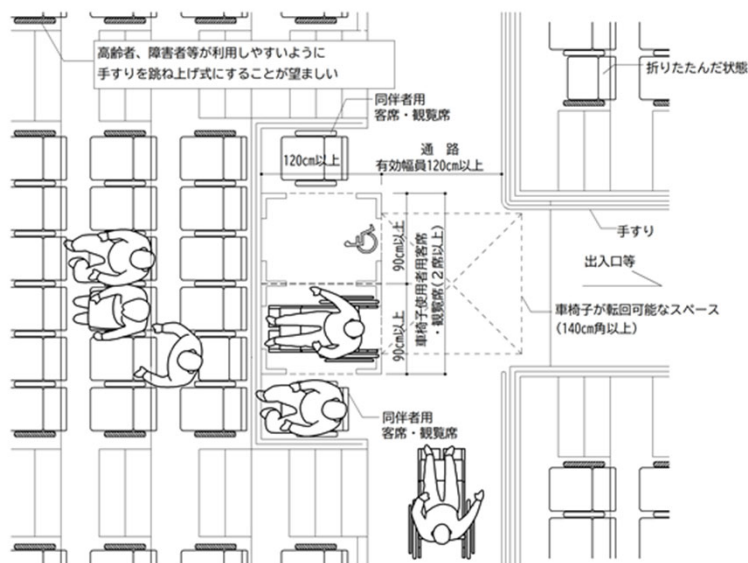 高齢者、障害者等が利用しやすいように
手すりを跳ね上げ式にすることが望ましい
折りたたんだ状態
同伴者用
客席・観覧席
120cm以上
通　路
有効幅員120cm以上
手すり
出入口等
90cm以上
90cm以上
車椅子使用者用客席
・観覧席(２席以上)
車椅子が転回可能なスペース
(140cm角以上)
同伴者用
客席・観覧席